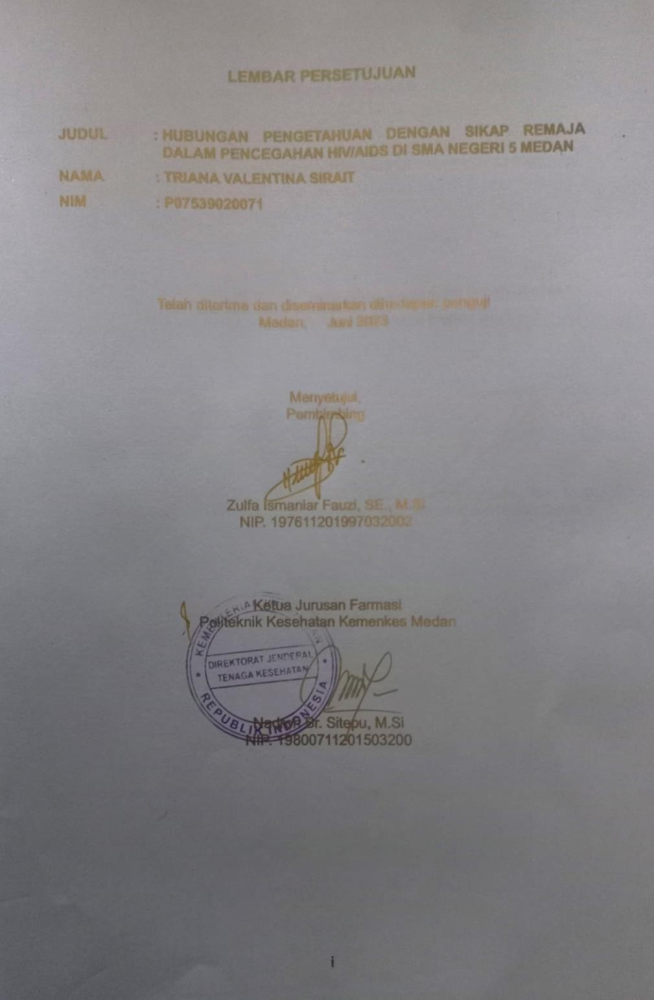 LEMBAR PERSETUJUAN
JUDUL : HUBUNGAN PENGETAHUAN DENGAN SIKAP REMAJA
DALAM PENCEGAHAN HIV/AIDS DI SMA NEGERI 5 MEDAN
NAMA : TRIANA VALENTINA SIRAIT
NIM : P07539020071
Telah diterima dan diseminarkan dihadapan penguji
Medan, Juni 2023
Menyetujui,
Pembimbing
Zulfa Ismaniar Fauzi, SE., M.Si
NIP. 197611201997032002
Ketua Jurusan Farmasi
Politeknik Kesehatan Kemenkes Medan
DIREKTORAT JENDERAL
TENAGA KESEHATAN
REPUBLIK INDONESIA
Br. Sitepu, M.Si
NIP. 19800711201503200
i